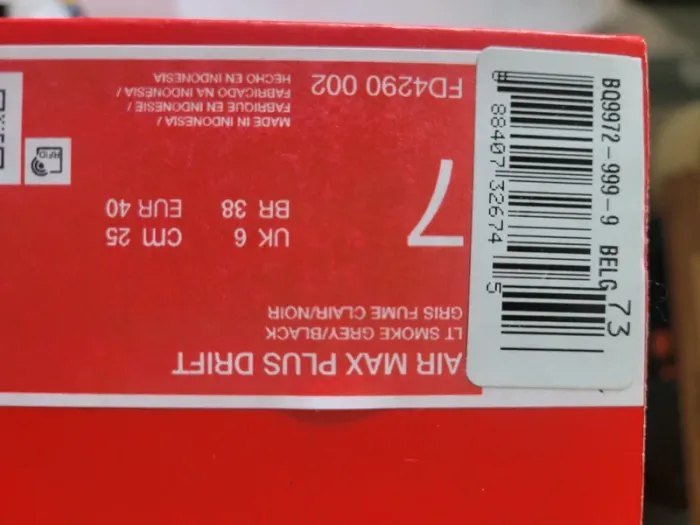 AIR MAX PLUS DRIFT
LT SMOKE GREY/BLACK
GRIS FUME CLAIR/NOIR
7
UK 6 CM 25
BR 38 EUR 40
MADE IN INDONESIA /
FABRIQUE EN INDONESIE /
FABRICADO NA INDONESIA /
HECHO EN INDONESIA
FD4290 002
RFID
BQ9972-999-9 BELG
73
8 88407 32674 5